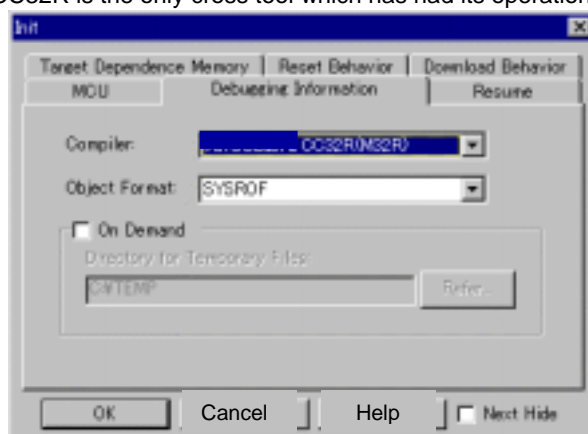 CC32R is the only cross tool which has had its operation
Init
Target Dependence Memory Reset Behavior Download Behavior
MCU Debugging Information Resume
Compiler: CC32R(M32R)
Object Format: SYSROF
On Demand
Directory for Temporary Files:
C:¥TEMP Refer...
OK Cancel Help Next Hide